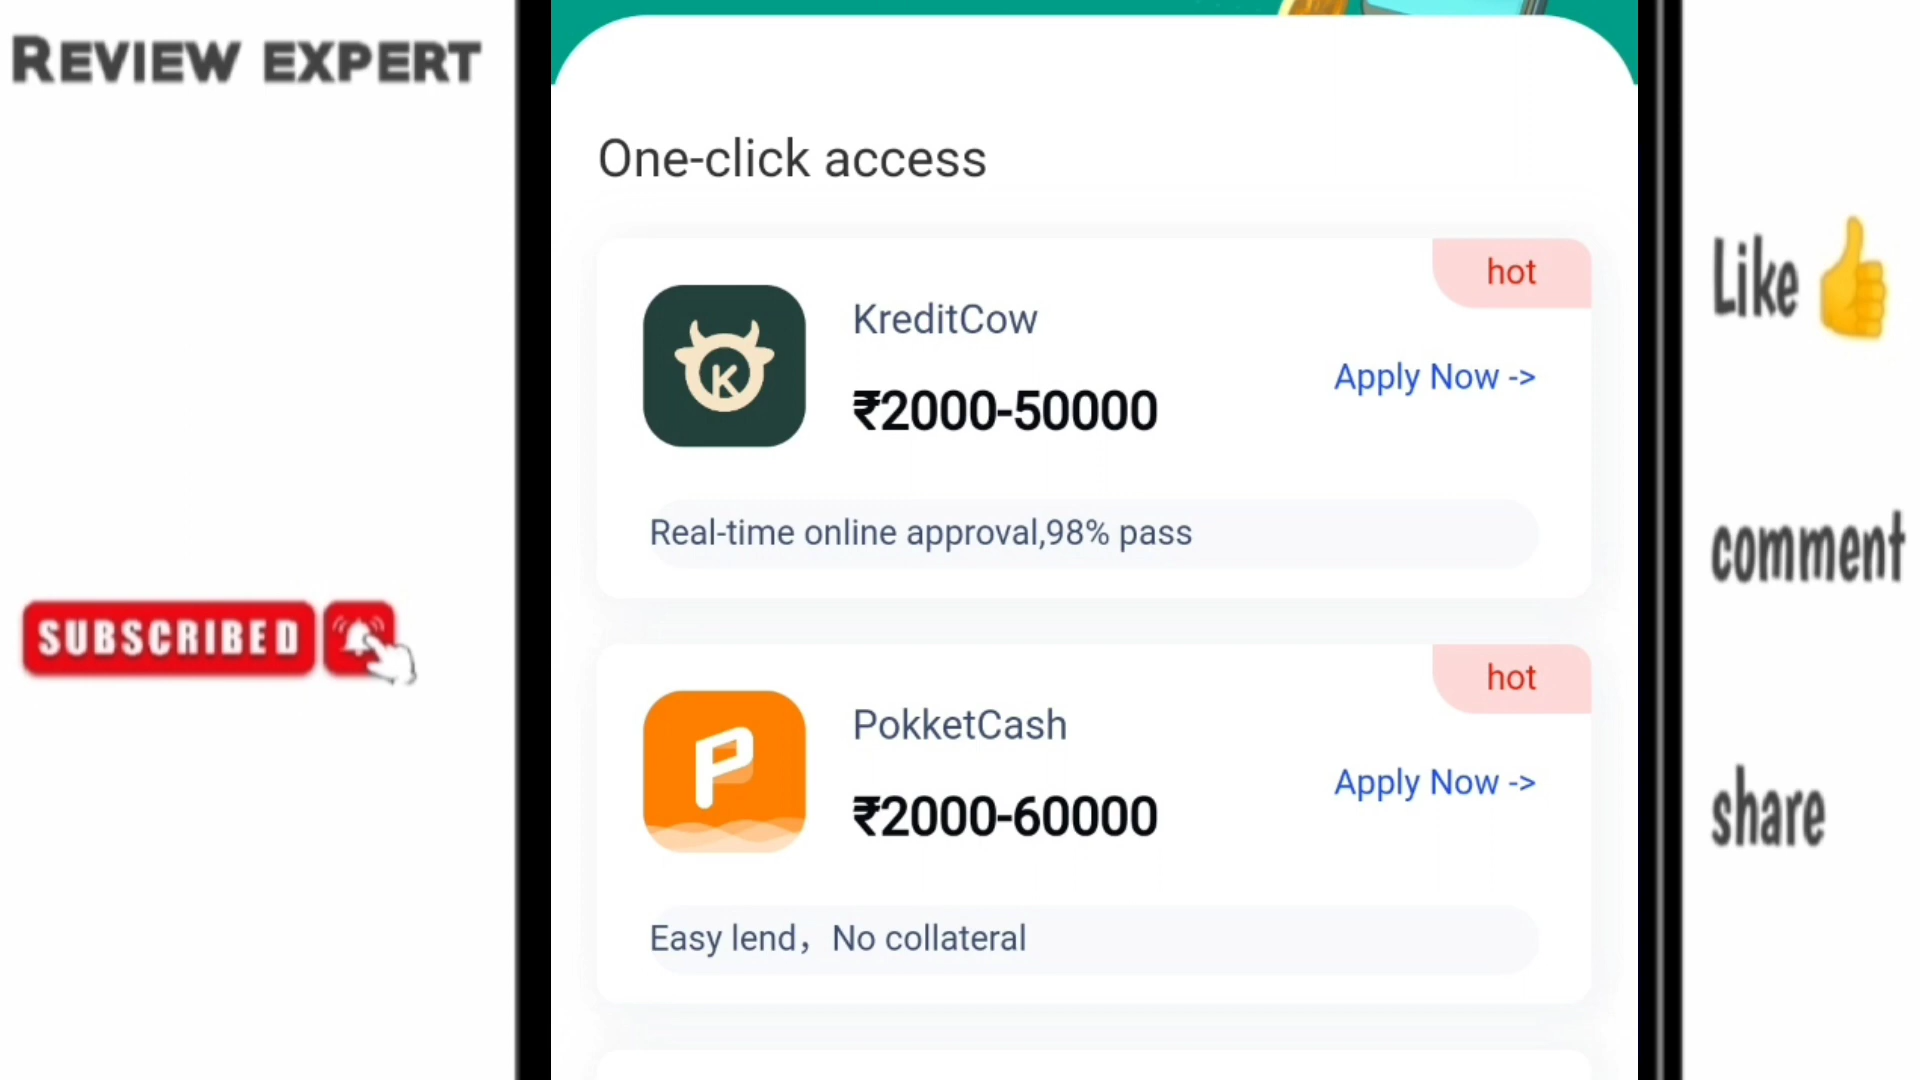 REVIEW EXPERT
SUBSCRIBED
One-click access
hot
K
KreditCow
₹2000-50000
Apply Now ->
Real-time online approval,98% pass
hot
P
PokketCash
₹2000-60000
Apply Now ->
Easy lend，No collateral
Like
comment
share